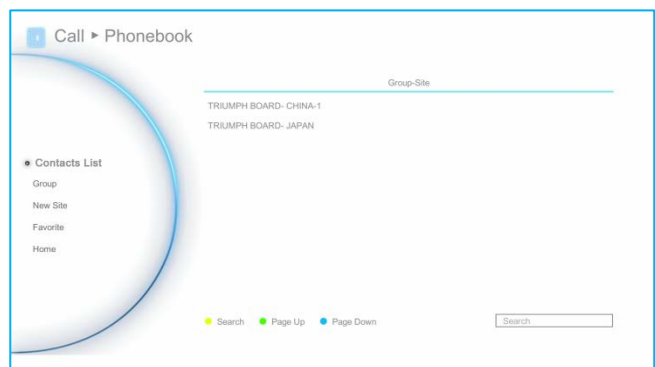 Call ▸ Phonebook
Group-Site
TRIUMPH BOARD- CHINA-1
TRIUMPH BOARD- JAPAN
Contacts List
Group
New Site
Favorite
Home
Search Page Up Page Down Search